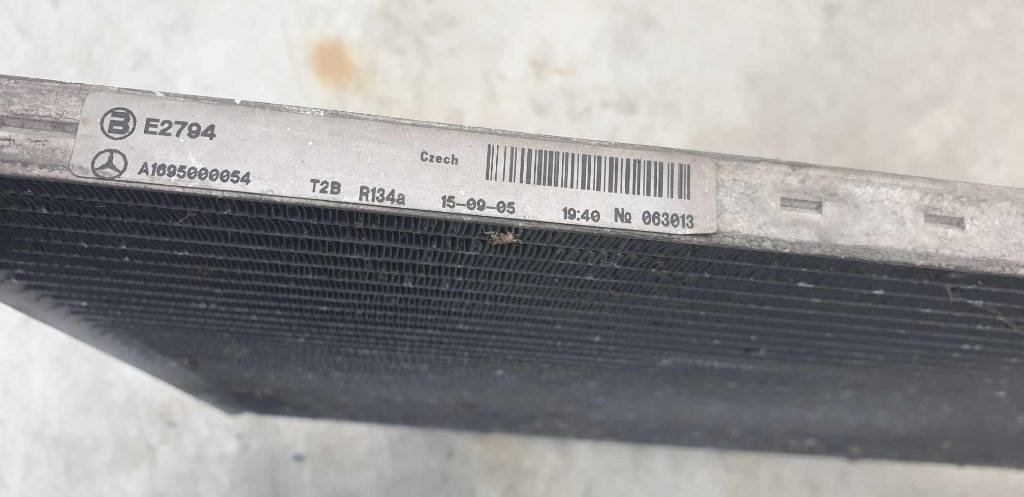 E2794
A1695000054
Czech
T2B R134a 15-09-05 19:40 № 063013